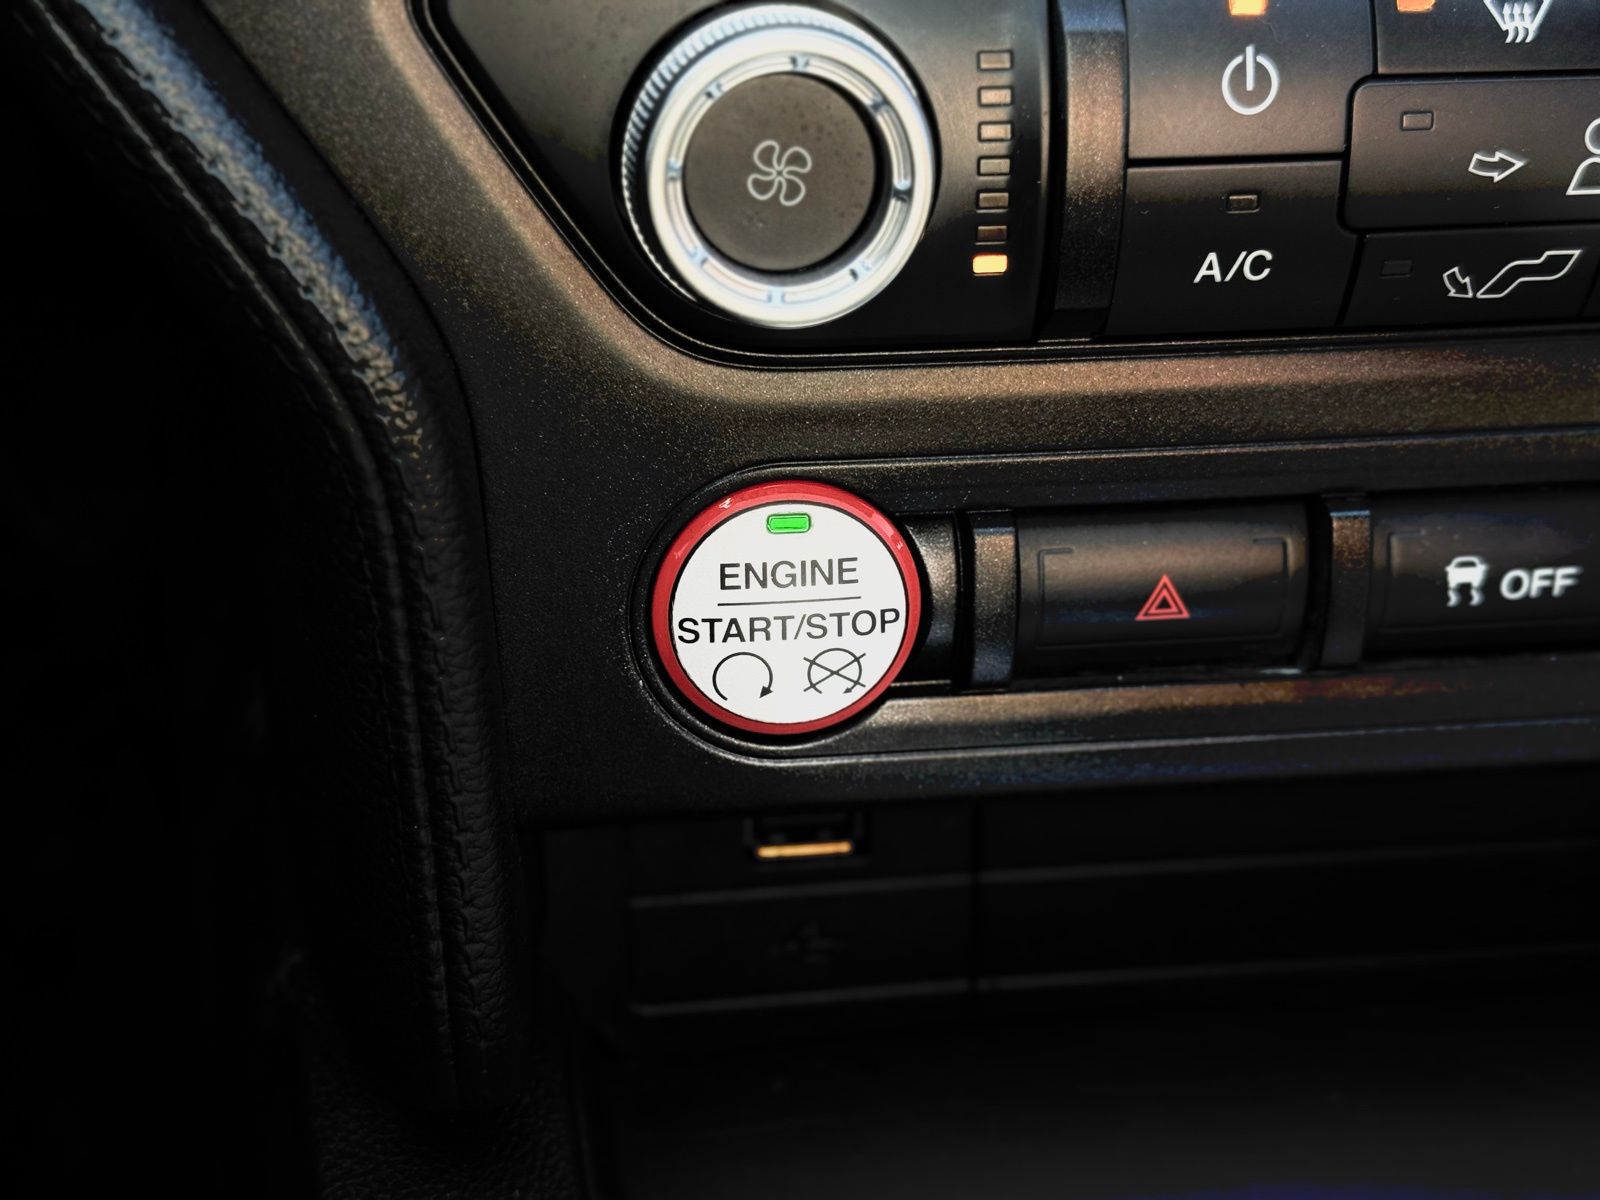 A/C
ENGINE
START/STOP
OFF